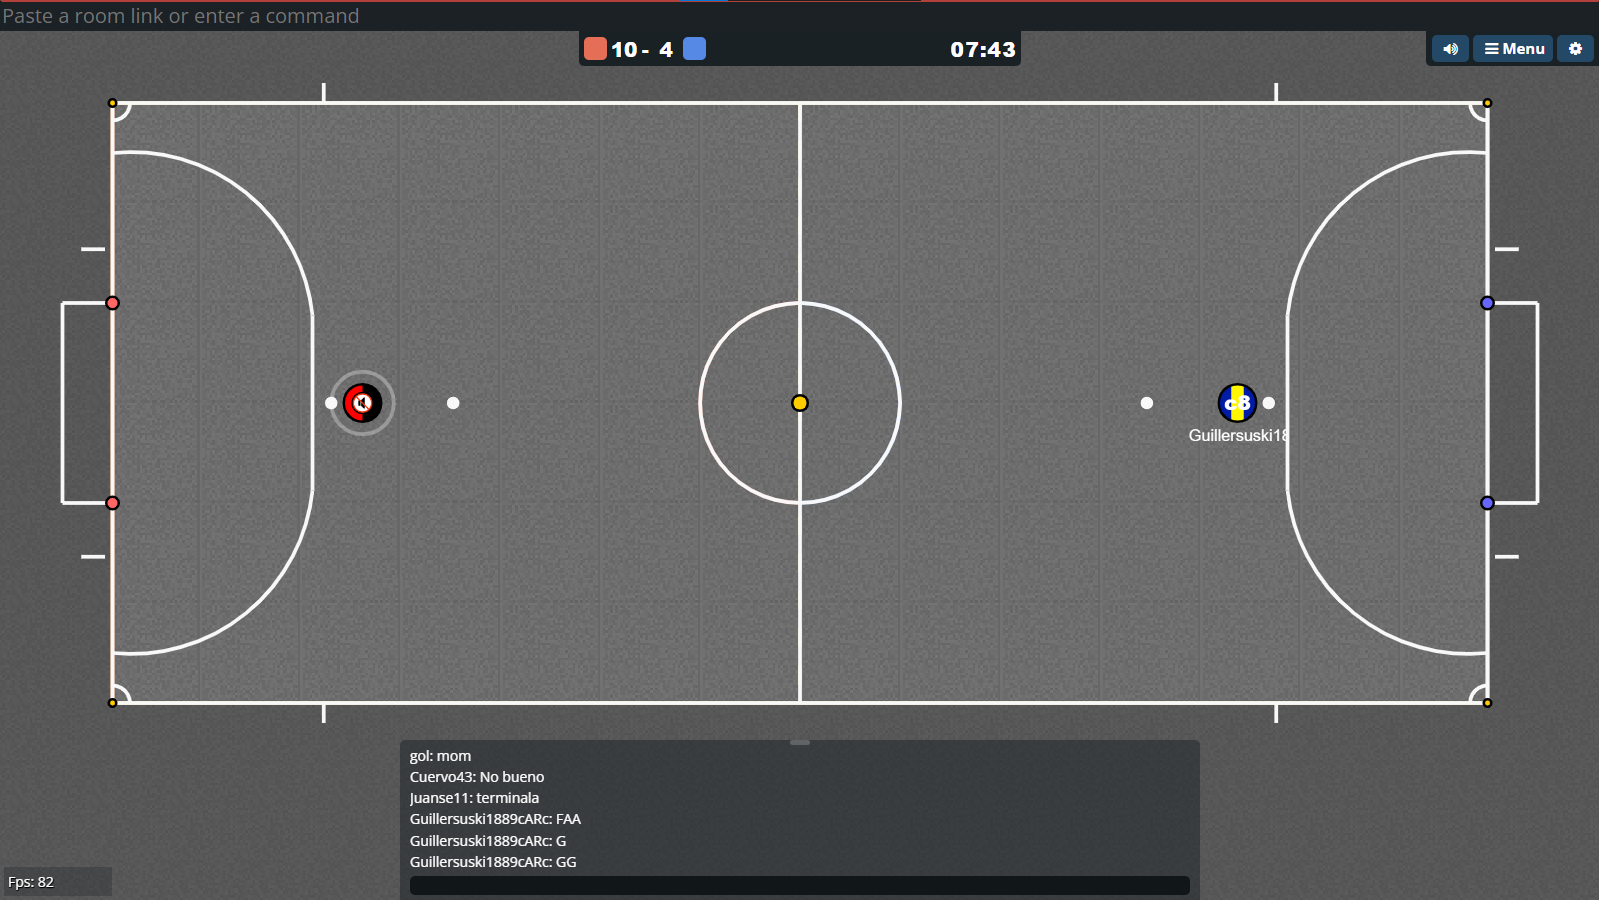 Paste a room link or enter a command
10 - 4 07:43
Menu
c8
Guillersuski18
gol: mom
Cuervo43: No bueno
Juanse11: terminala
Guillersuski1889cARc: FAA
Guillersuski1889cARc: G
Guillersuski1889cARc: GG
Fps: 82